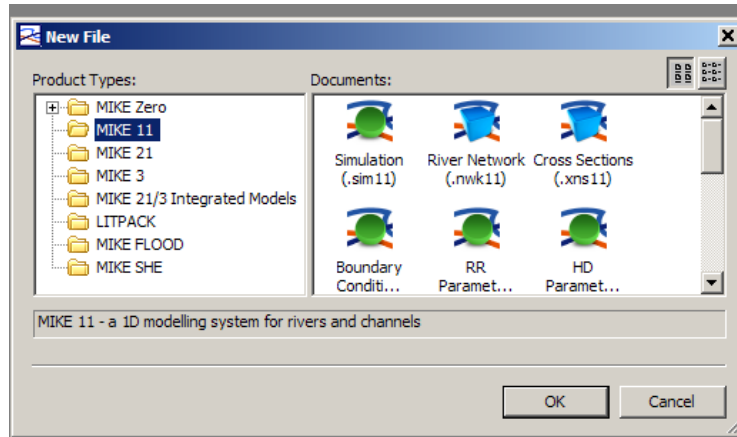 New File
Product Types:
Documents:
MIKE Zero
MIKE 11
MIKE 21
MIKE 3
MIKE 21/3 Integrated Models
LITPACK
MIKE FLOOD
MIKE SHE
Simulation
(.sim11)
River Network
(.nwk11)
Cross Sections
(.xns11)
Boundary
Conditi...
RR
Paramet...
HD
Paramet...
MIKE 11 - a 1D modelling system for rivers and channels
OK
Cancel